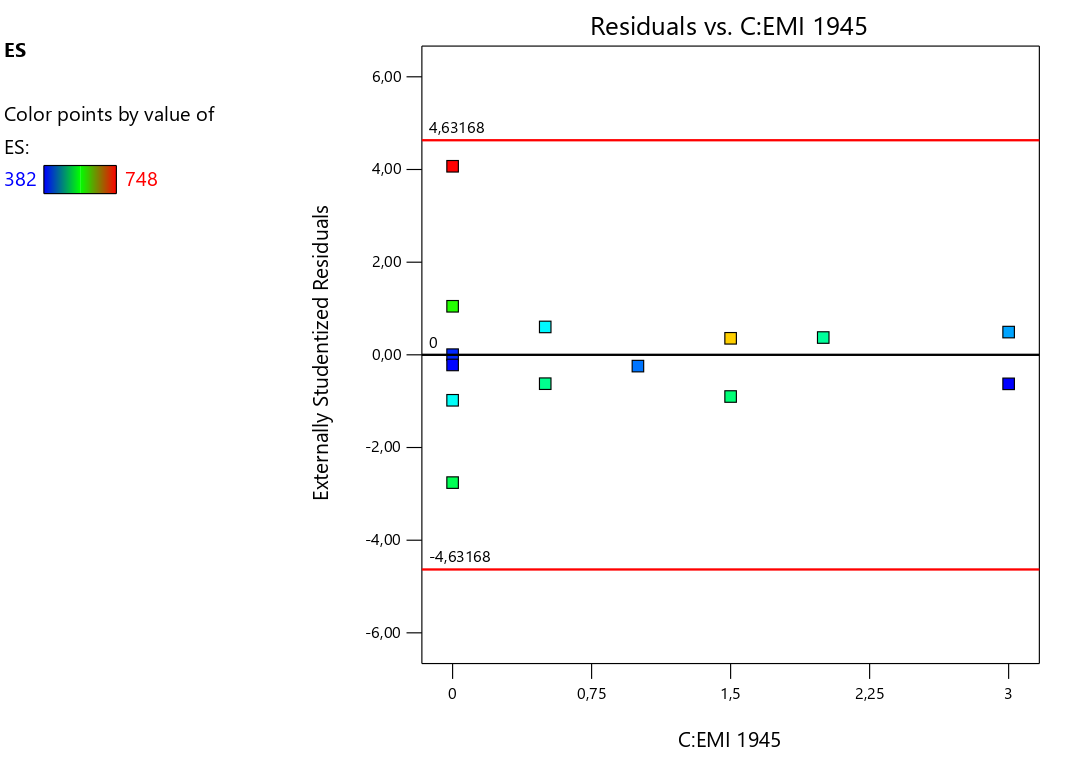 ES
Color points by value of
ES:
382 748
Residuals vs. C:EMI 1945
Externally Studentized Residuals
6,00
4,00
2,00
0,00
-2,00
-4,00
-6,00
4,63168
0
-4,63168
0 0,75 1,5 2,25 3
C:EMI 1945